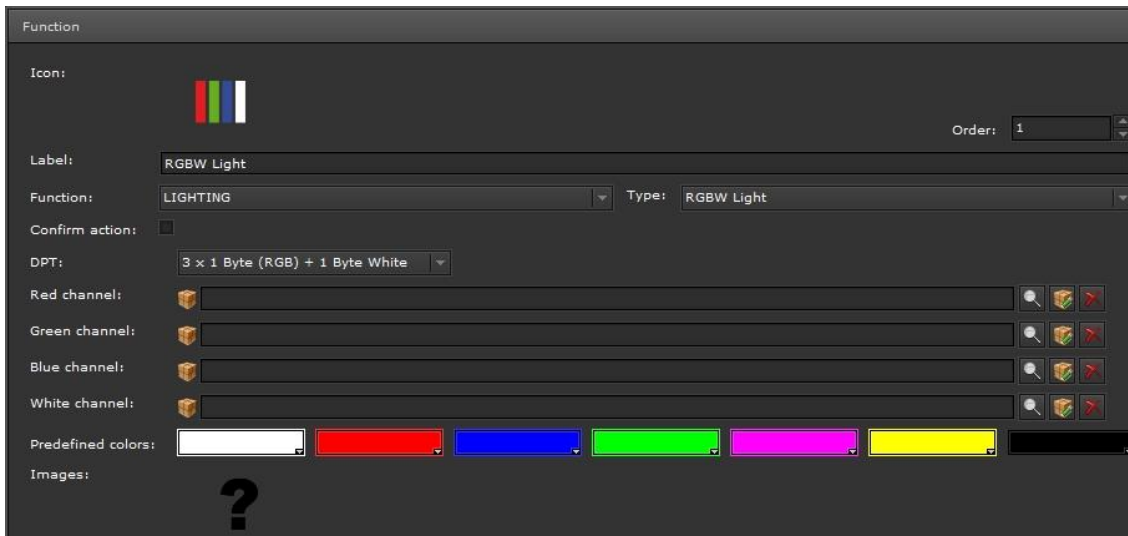 Function
Icon:
Order: 1
Label: RGBW Light
Function: LIGHTING Type: RGBW Light
Confirm action:
DPT: 3 x 1 Byte (RGB) + 1 Byte White
Red channel:
Green channel:
Blue channel:
White channel:
Predefined colors:
Images:
?